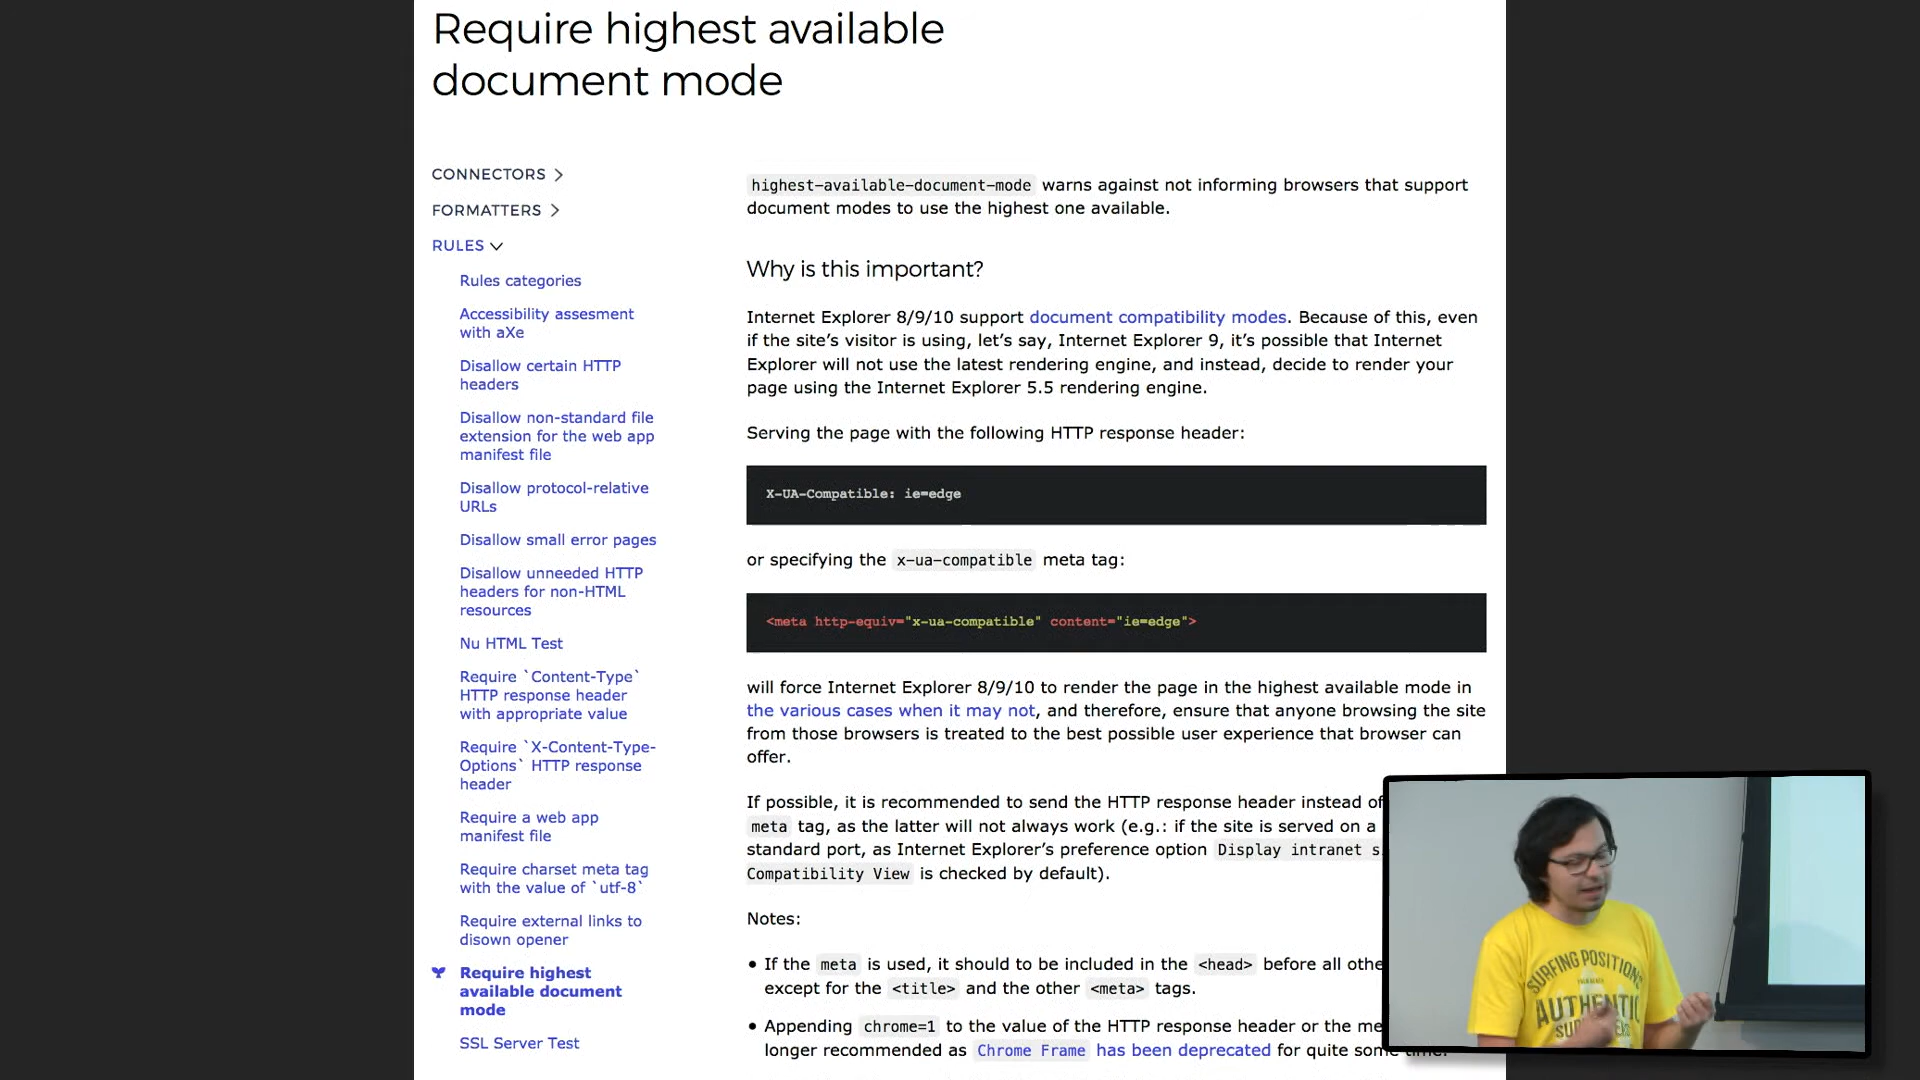 Require highest available
document mode
CONNECTORS
FORMATTERS
RULES
Rules categories
Accessibility assesment
with aXe
Disallow certain HTTP
headers
Disallow non-standard file
extension for the web app
manifest file
Disallow protocol-relative
URLs
Disallow small error pages
Disallow unneeded HTTP
headers for non-HTML
resources
Nu HTML Test
Require `Content-Type`
HTTP response header
with appropriate value
Require `X-Content-Type-
Options` HTTP response
header
Require a web app
manifest file
Require charset meta tag
with the value of `utf-8`
Require external links to
disown opener
Require highest
available document
mode
SSL Server Test
highest-available-document-mode warns against not informing browsers that support
document modes to use the highest one available.
Why is this important?
Internet Explorer 8/9/10 support document compatibility modes. Because of this, even
if the site's visitor is using, let's say, Internet Explorer 9, it's possible that Internet
Explorer will not use the latest rendering engine, and instead, decide to render your
page using the Internet Explorer 5.5 rendering engine.
Serving the page with the following HTTP response header:
X-UA-Compatible: ie=edge
or specifying the x-ua-compatible meta tag:
<meta http-equiv="x-ua-compatible" content="ie=edge">
will force Internet Explorer 8/9/10 to render the page in the highest available mode in
the various cases when it may not, and therefore, ensure that anyone browsing the site
from those browsers is treated to the best possible user experience that browser can
offer.
If possible, it is recommended to send the HTTP response header instead of
meta tag, as the latter will not always work (e.g.: if the site is served on a
standard port, as Internet Explorer's preference option Display intranet s
Compatibility View is checked by default).
Notes:
• If the meta is used, it should to be included in the <head> before all
except for the <title> and the other <meta> tags.
• Appending chrome=1 to the value of the HTTP response header or the
longer recommended as Chrome Frame has been deprecated for quite some time.
SURFING POSITION
AUTHENTIC